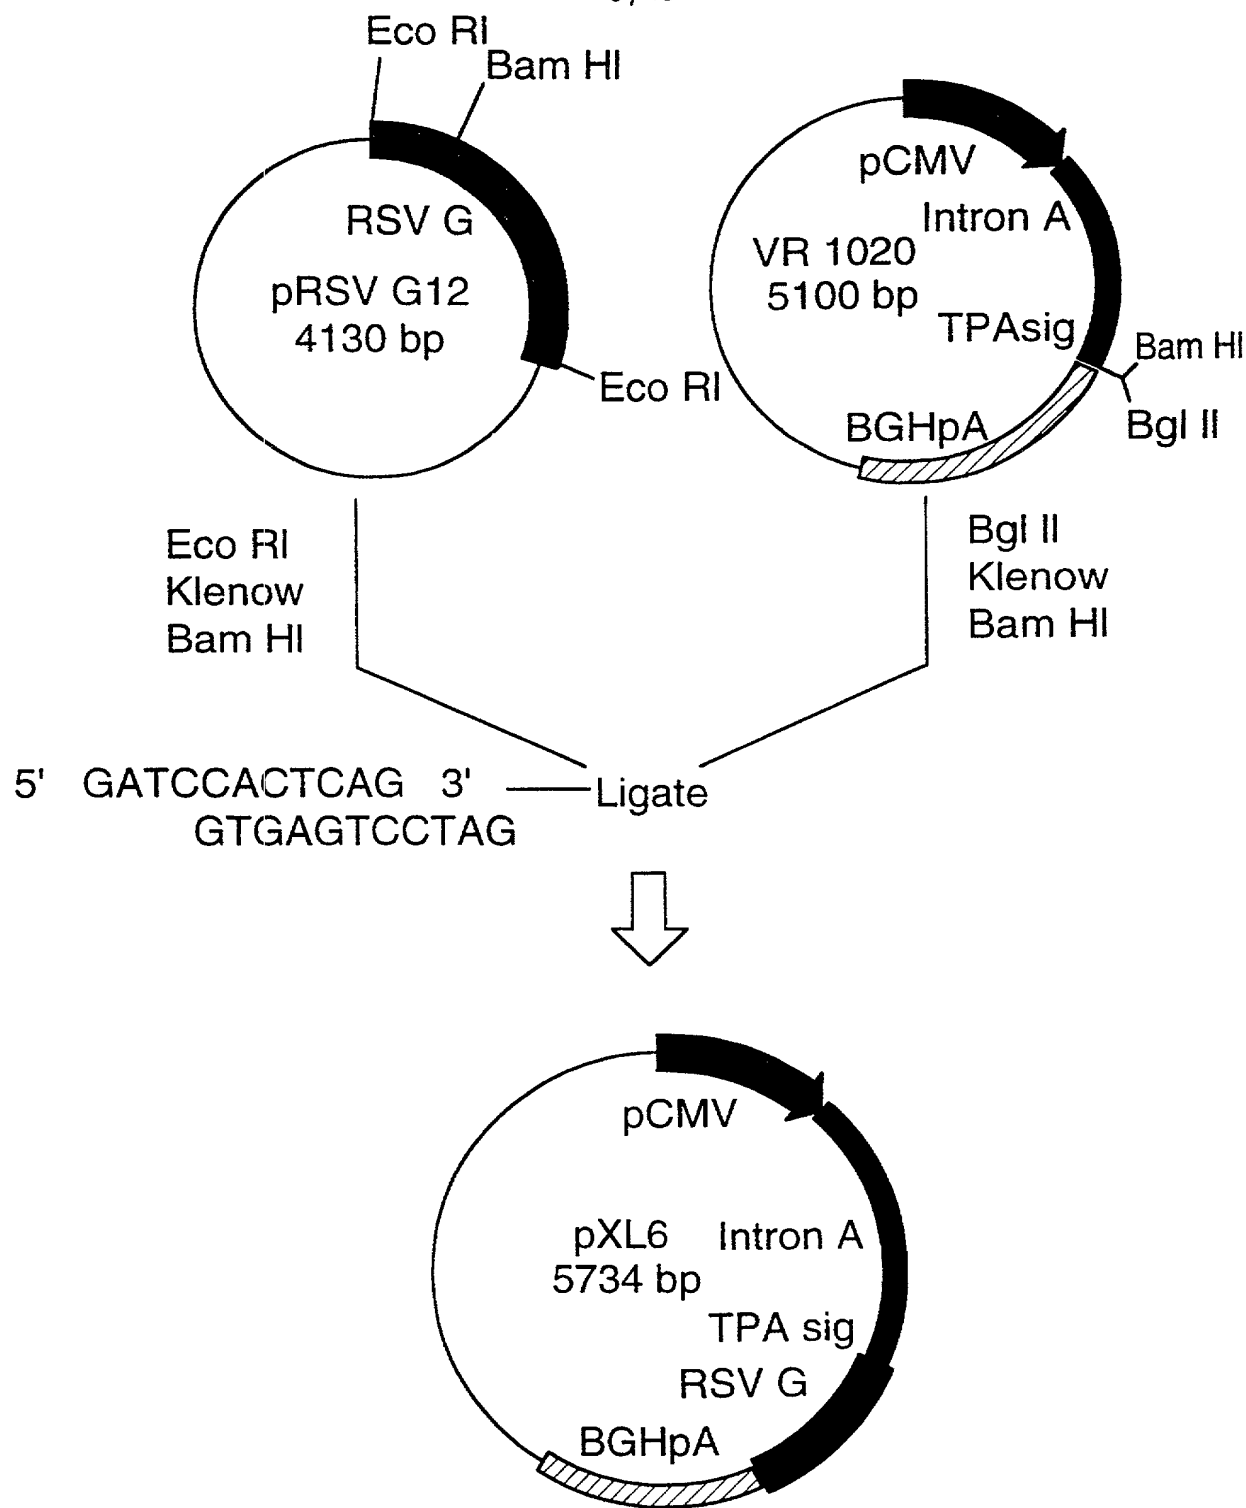 Eco RI
Bam HI
RSV G
pRSV G12
4130 bp
Eco RI
pCMV
Intron A
VR 1020
5100 bp
TPAsig
Bam HI
Bgl II
BGHpA
Eco RI
Klenow
Bam HI
Bgl II
Klenow
Bam HI
5' GATCCACTCAG 3'
GTGAGTCCTAG
Ligate
pCMV
pXL6
5734 bp
Intron A
TPA sig
RSV G
BGHpA